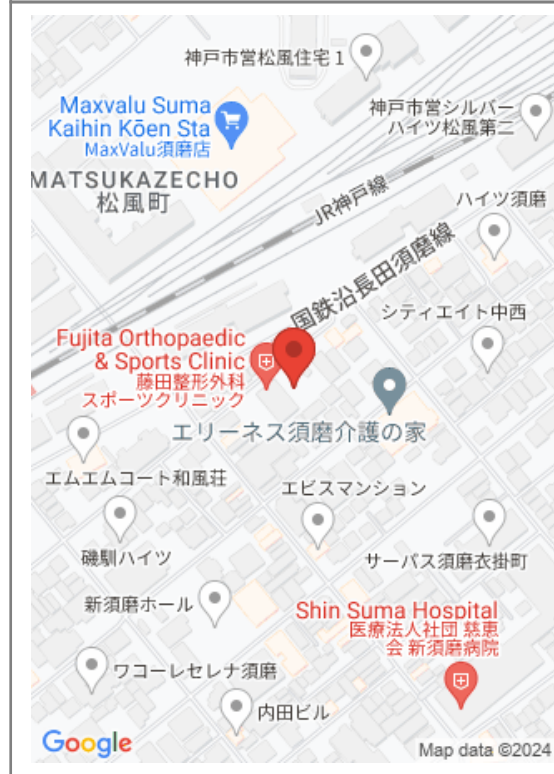 神戸市営松風住宅 1
Maxvalu Suma
Kaihin Kōen Sta
MaxValu須磨店
神戸市営シルバー
ハイツ松風第二
MATSUKAZECHO
松風町
JR神戸線
ハイツ須磨
国鉄沿長田須磨線
シティエイト中西
Fujita Orthopaedic
& Sports Clinic
藤田整形外科
スポーツクリニック
エリーネス須磨介護の家
エムエムコート和風荘
エビスマンション
磯馴ハイツ
サーパス須磨衣掛町
新須磨ホール
Shin Suma Hospital
医療法人社団 慈恵
会 新須磨病院
ワコーレセレナ須磨
内田ビル
Google
Map data ©2024